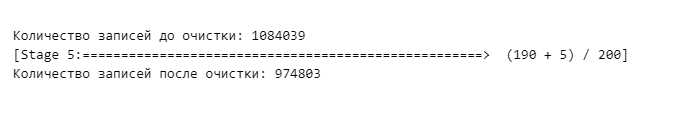 Количество записей до очистки: 1084039
[Stage 5:====================================================> (190 + 5) / 200]
Количество записей после очистки: 974803